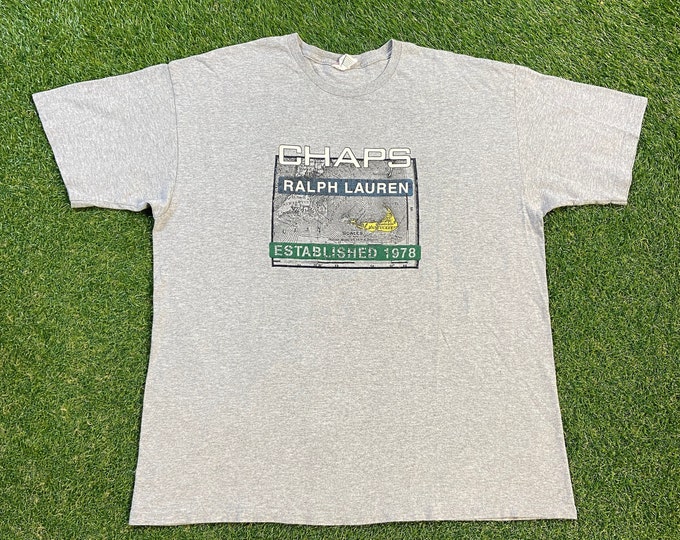 CHAPS
RALPH LAUREN
ESTABLISHED 1978